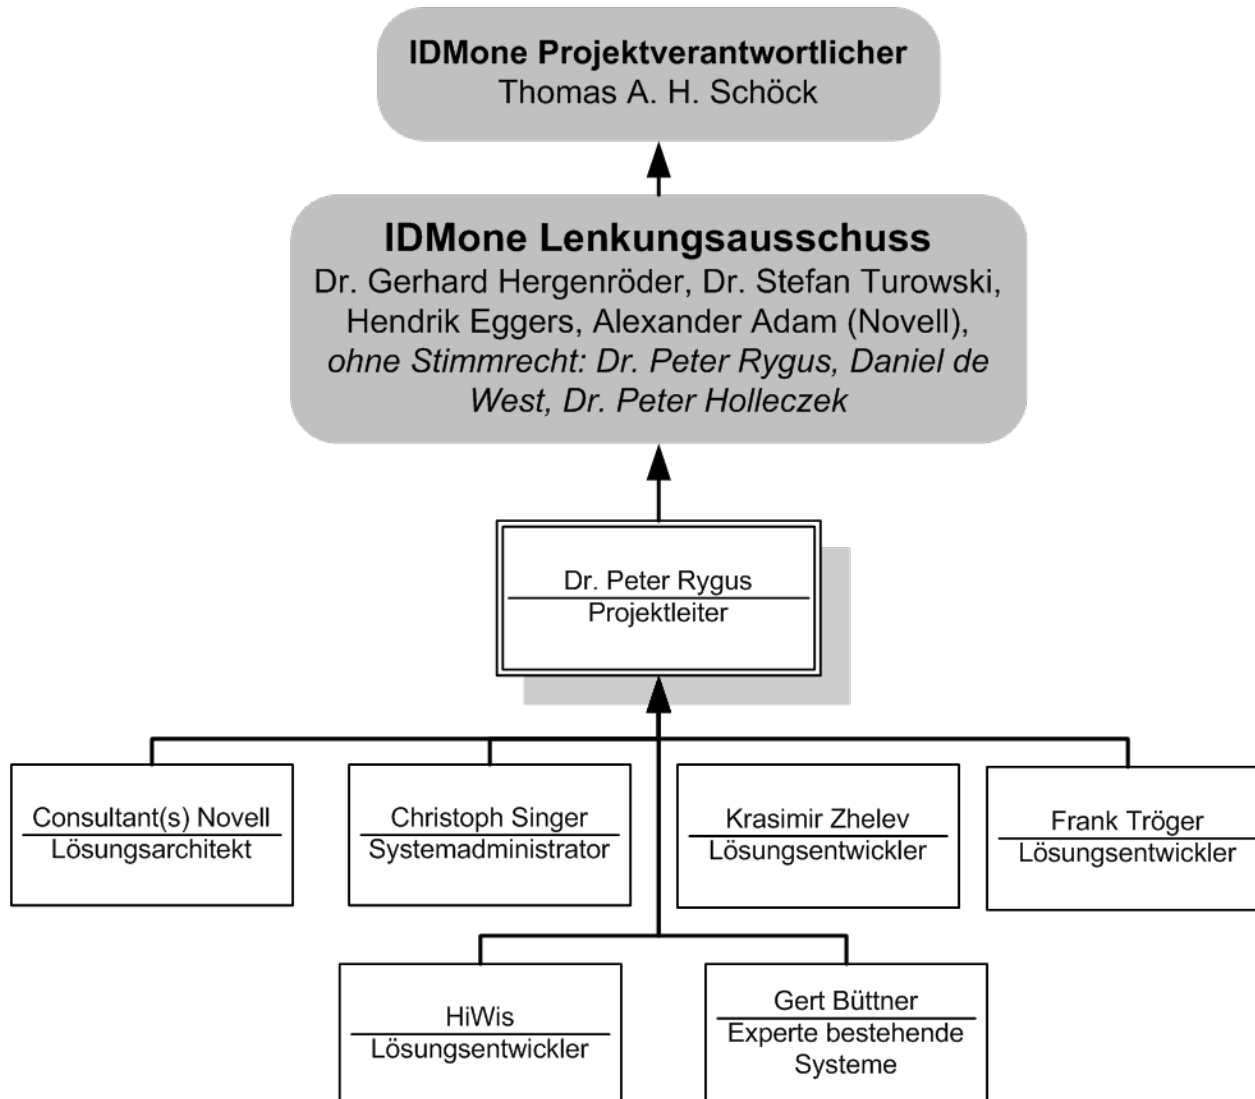 IDMone Projektverantwortlicher
Thomas A. H. Schöck
IDMone Lenkungsausschuss
Dr. Gerhard Hergenröder, Dr. Stefan Turowski,
Hendrik Eggers, Alexander Adam (Novell),
ohne Stimmrecht: Dr. Peter Rygus, Daniel de
West, Dr. Peter Holleczek
Dr. Peter Rygus
Projektleiter
Consultant(s) Novell
Lösungsarchitekt
Christoph Singer
Systemadministrator
Krasimir Zhelev
Lösungsentwickler
Frank Tröger
Lösungsentwickler
HiWis
Lösungsentwickler
Gert Büttner
Experte bestehende
Systeme